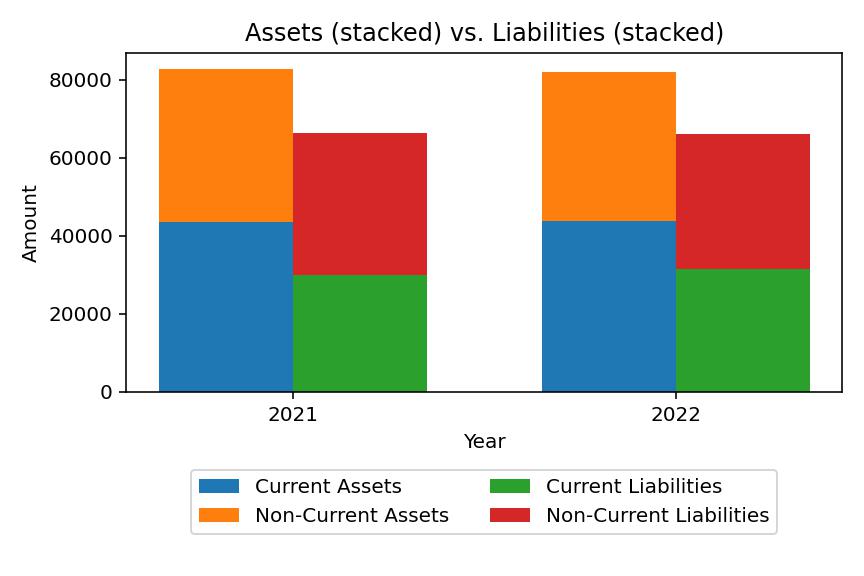 Assets (stacked) vs. Liabilities (stacked)
80000
60000
40000
20000
0
Amount
2021
2022
Year
Current Assets
Non-Current Assets
Current Liabilities
Non-Current Liabilities